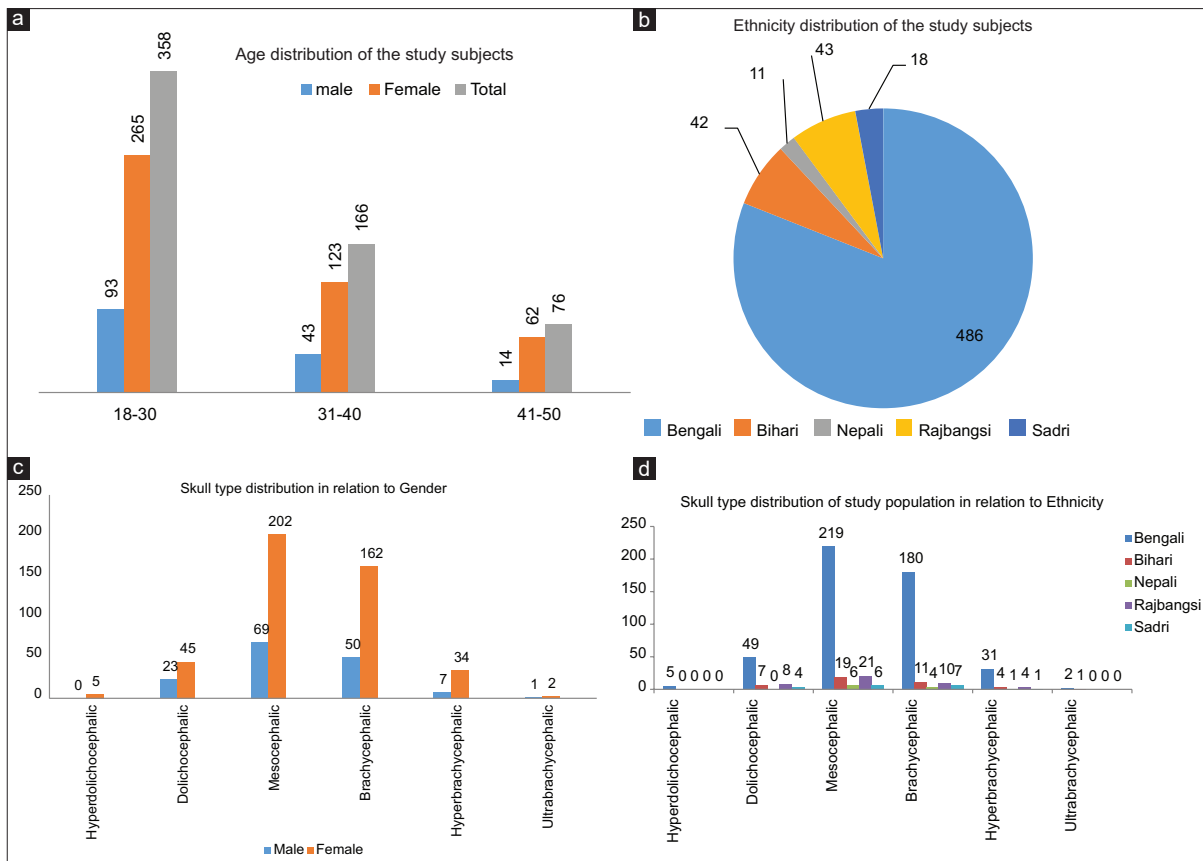 a
Age distribution of the study subjects
male Female Total
93 265 358
43 123 166
14 62 76
18-30 31-40 41-50
b
Ethnicity distribution of the study subjects
42 11 43 18
486
Bengali Bihari Nepali Rajbangsi Sadri
c
Skull type distribution in relation to Gender
250
200
150
100
50
0
0 5
23 45
69 202
50 162
7 34
1 2
Hyperdolichocephalic
Dolichocephalic
Mesocephalic
Brachycephalic
Hyperbrachycephalic
Ultrabrachycephalic
Male Female
d
Skull type distribution of study population in relation to Ethnicity
250
200
150
100
50
0
5 0 0 0 0
49 7 0 8 4
219 19 6 21 6
180 11 4 10 7
31 4 1 4 1
2 1 0 0 0
Bengali
Bihari
Nepali
Rajbangsi
Sadri
Hyperdolichocephalic
Dolichocephalic
Mesocephalic
Brachycephalic
Hyperbrachycephalic
Ultrabrachycephalic